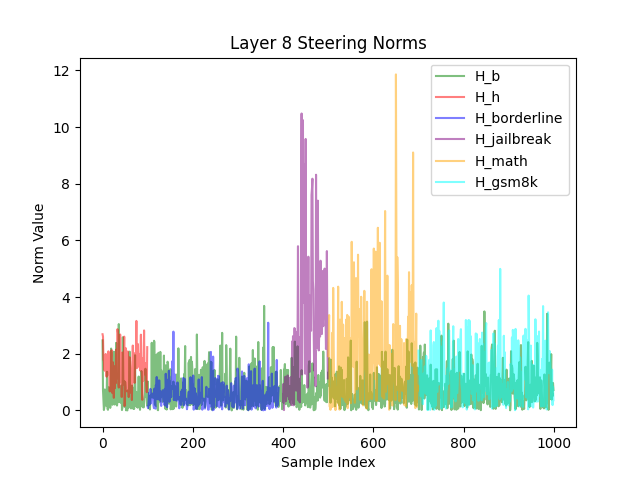 Layer 8 Steering Norms
H_b
H_h
H_borderline
H_jailbreak
H_math
H_gsm8k
Norm Value
12
10
8
6
4
2
0
0 200 400 600 800 1000
Sample Index